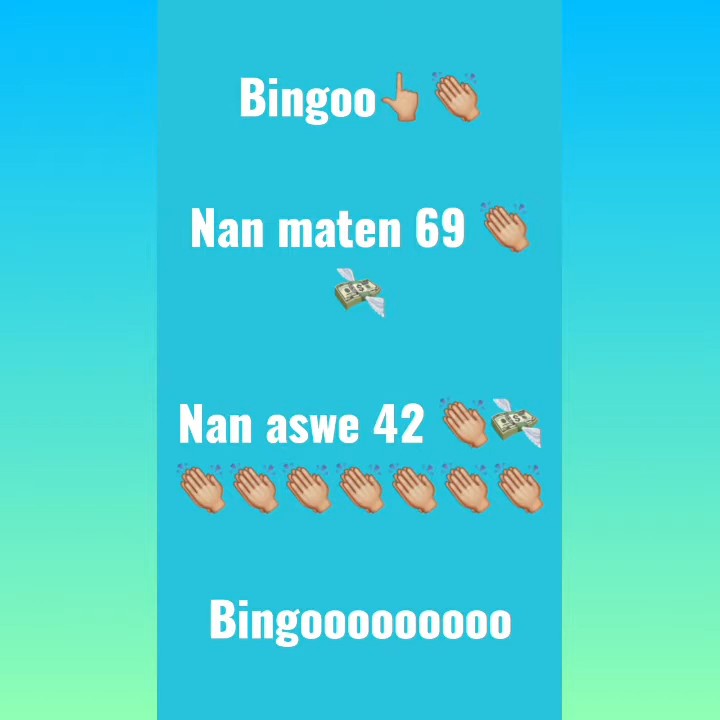 Bingoo👆🏼👏🏼
Nan maten 69 👏🏼
💸
Nan aswe 42 👏🏼💸
👏🏼👏🏼👏🏼👏🏼👏🏼👏🏼👏🏼
Bingooooooooo